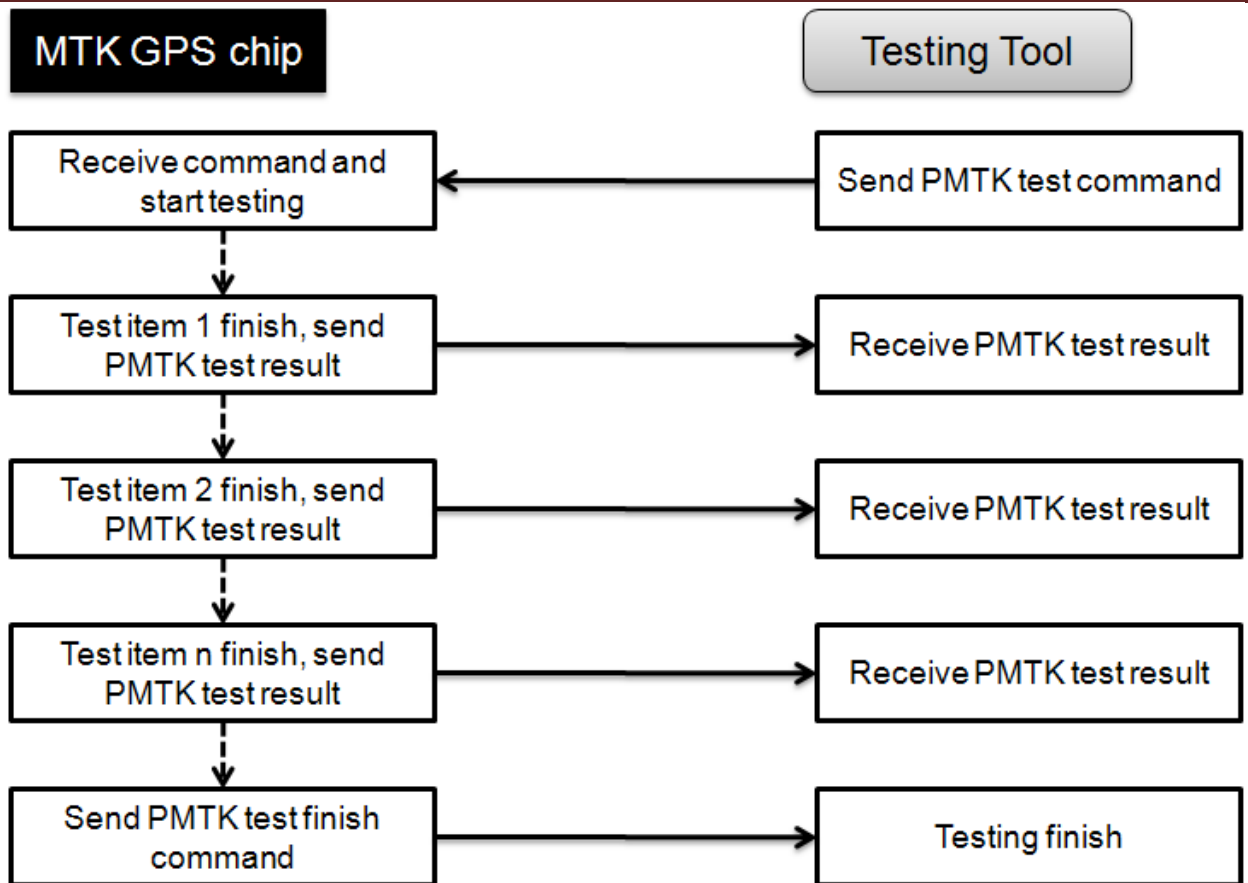 MTK GPS chip
Testing Tool
Receive command and
start testing
Send PMTK test command
Test item 1 finish, send
PMTK test result
Receive PMTK test result
Test item 2 finish, send
PMTK test result
Receive PMTK test result
Test item n finish, send
PMTK test result
Receive PMTK test result
Send PMTK test finish
command
Testing finish